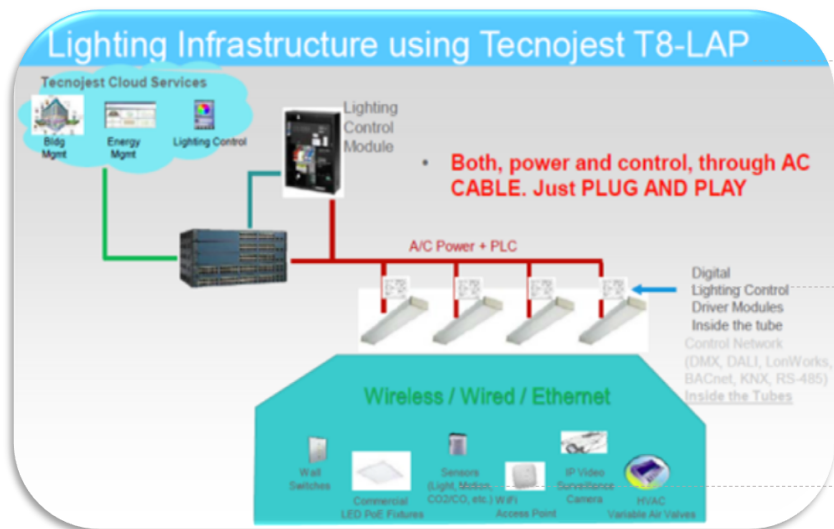 Lighting Infrastructure using Tecnojest T8-LAP
Tecnojest Cloud Services
Bldg
Mgmt
Energy
Mgmt
Lighting Control
Lighting
Control
Module
• Both, power and control, through AC
CABLE. Just PLUG AND PLAY
A/C Power + PLC
Digital
Lighting Control
Driver Modules
Inside the tube
Control Network
(DMX, DALI, LonWorks,
BACnet, KNX, RS-485)
Inside the Tubes
Wireless / Wired / Ethernet
Wall
Switches
Commercial
LED PoE Fixtures
Sensors
(Light, Motion,
CO2/CO, etc.)
WiFi
Access Point
IP Video
Surveillance
Camera
HVAC
Variable Air Valves